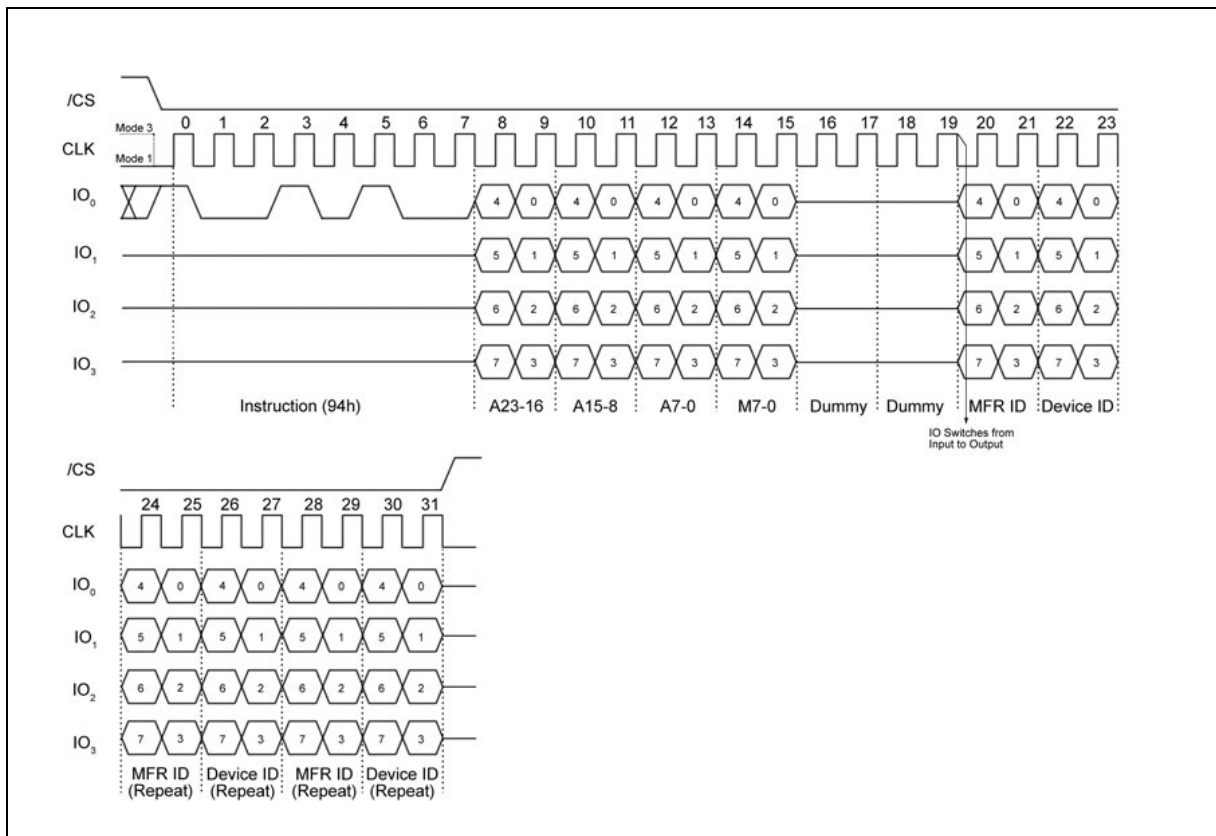 /CS
0 1 2 3 4 5 6 7 8 9 10 11 12 13 14 15 16 17 18 19 20 21 22 23
Mode 3
CLK
Mode 1
IO0 4 0 4 0 4 0 4 0 4 0 4 0
IO1 5 1 5 1 5 1 5 1 5 1 5 1
IO2 6 2 6 2 6 2 6 2 6 2 6 2
IO3 7 3 7 3 7 3 7 3 7 3 7 3
Instruction (94h) A23-16 A15-8 A7-0 M7-0 Dummy Dummy MFR ID Device ID
IO Switches from
Input to Output
/CS
24 25 26 27 28 29 30 31
CLK
IO0 4 0 4 0 4 0 4 0
IO1 5 1 5 1 5 1 5 1
IO2 6 2 6 2 6 2 6 2
IO3 7 3 7 3 7 3 7 3
MFR ID Device ID MFR ID Device ID
(Repeat) (Repeat) (Repeat) (Repeat)